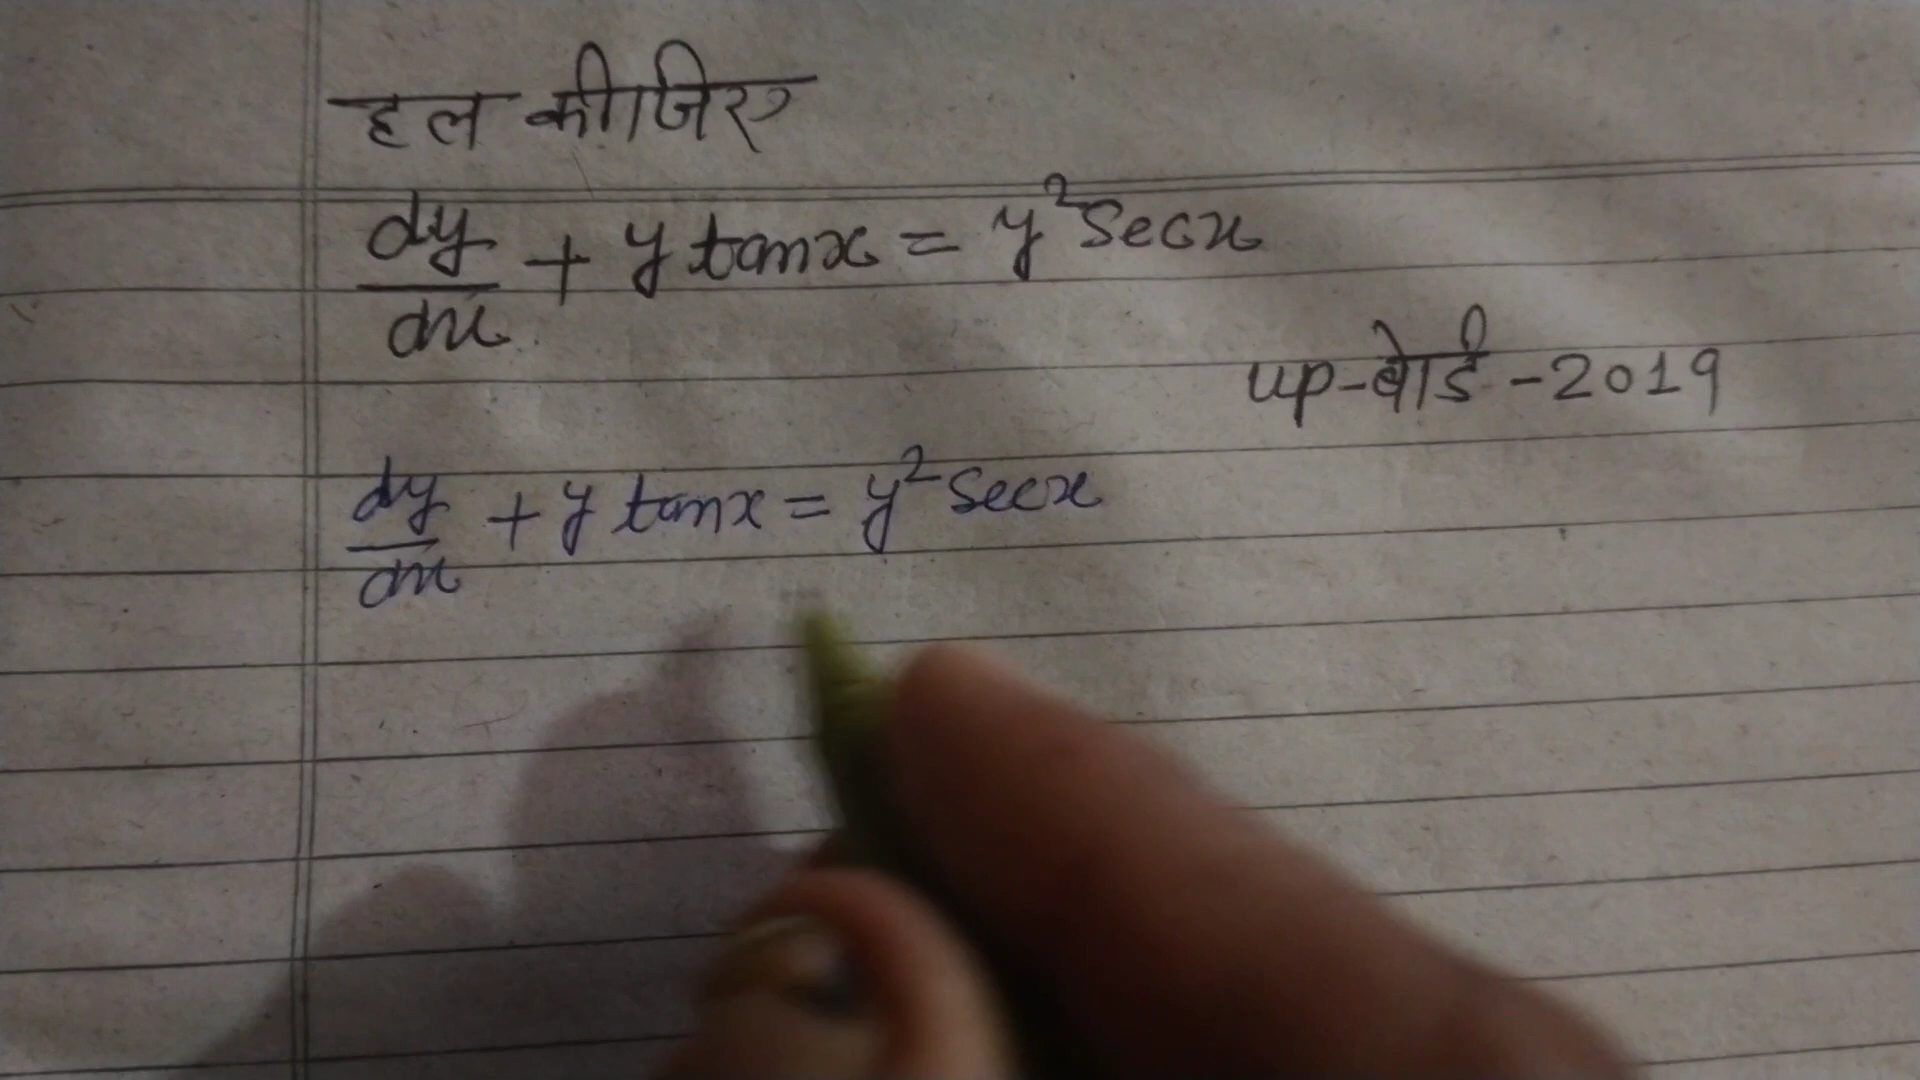 हल कीजिए
dy/dx + y tanx = y² Secx
up-बोर्ड - 2019
dy/dx + y tanx = y² Secx